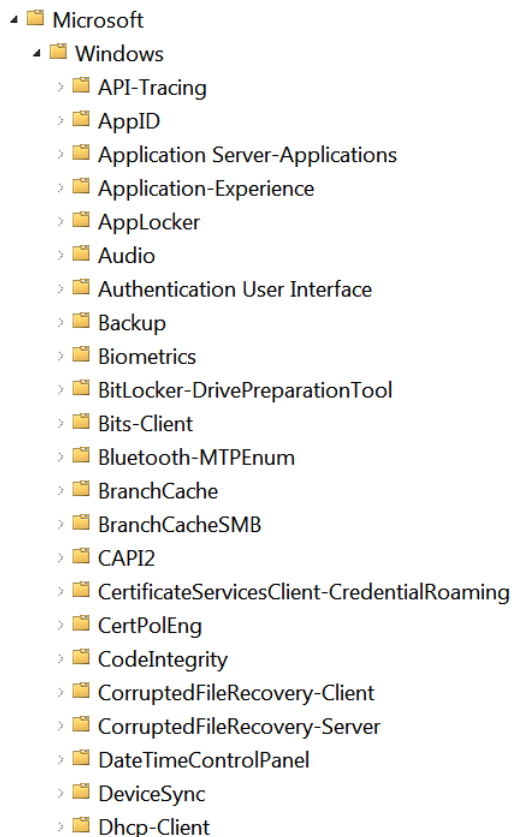 Microsoft
Windows
API-Tracing
AppID
Application Server-Applications
Application-Experience
AppLocker
Audio
Authentication User Interface
Backup
Biometrics
BitLocker-DrivePreparationTool
Bits-Client
Bluetooth-MTPEnum
BranchCache
BranchCacheSMB
CAPI2
CertificateServicesClient-CredentialRoaming
CertPolEng
CodeIntegrity
CorruptedFileRecovery-Client
CorruptedFileRecovery-Server
DateTimeControlPanel
DeviceSync
Dhcp-Client